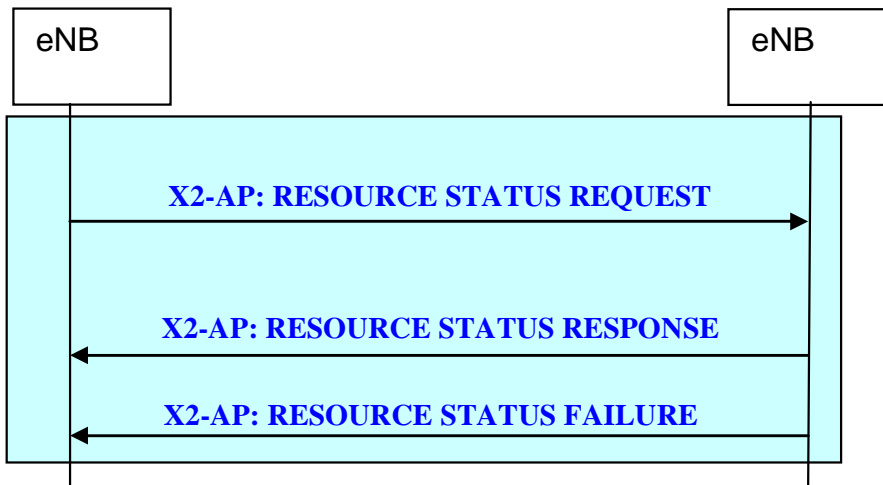 eNB
eNB
X2-AP: RESOURCE STATUS REQUEST
X2-AP: RESOURCE STATUS RESPONSE
X2-AP: RESOURCE STATUS FAILURE